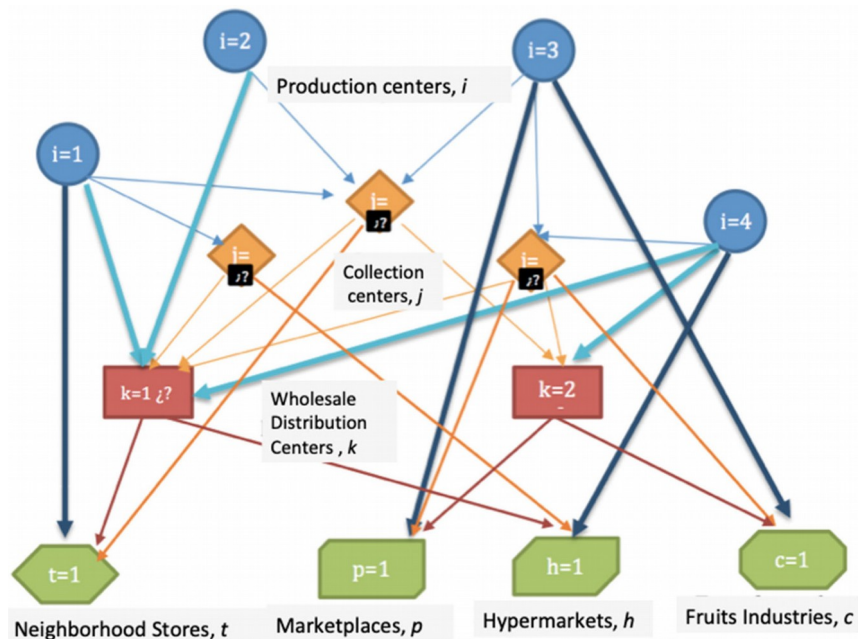 i=2
i=3
Production centers, i
i=1
i=4
j=
¿?
j=
¿?
j=
¿?
Collection
centers, j
k=1 ¿?
k=2
Wholesale
Distribution
Centers , k
t=1
p=1
h=1
c=1
Neighborhood Stores, t
Marketplaces, p
Hypermarkets, h
Fruits Industries, c